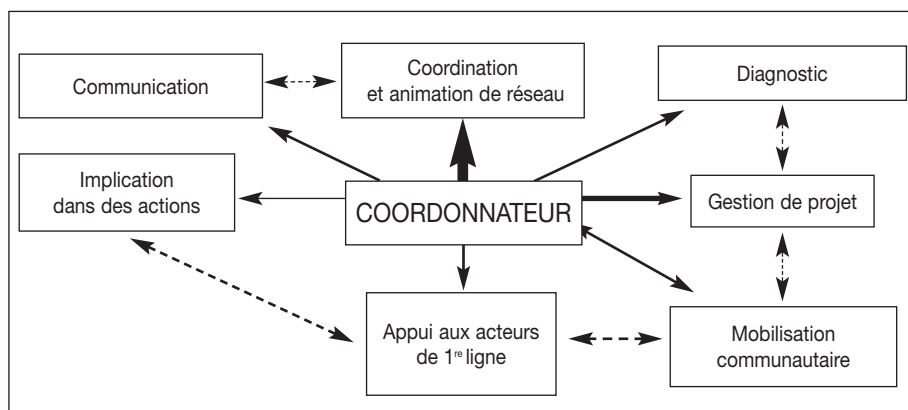 Communication
Coordination
et animation de réseau
Diagnostic
Implication
dans des actions
COORDONNATEUR
Gestion de projet
Appui aux acteurs
de 1re ligne
Mobilisation
communautaire